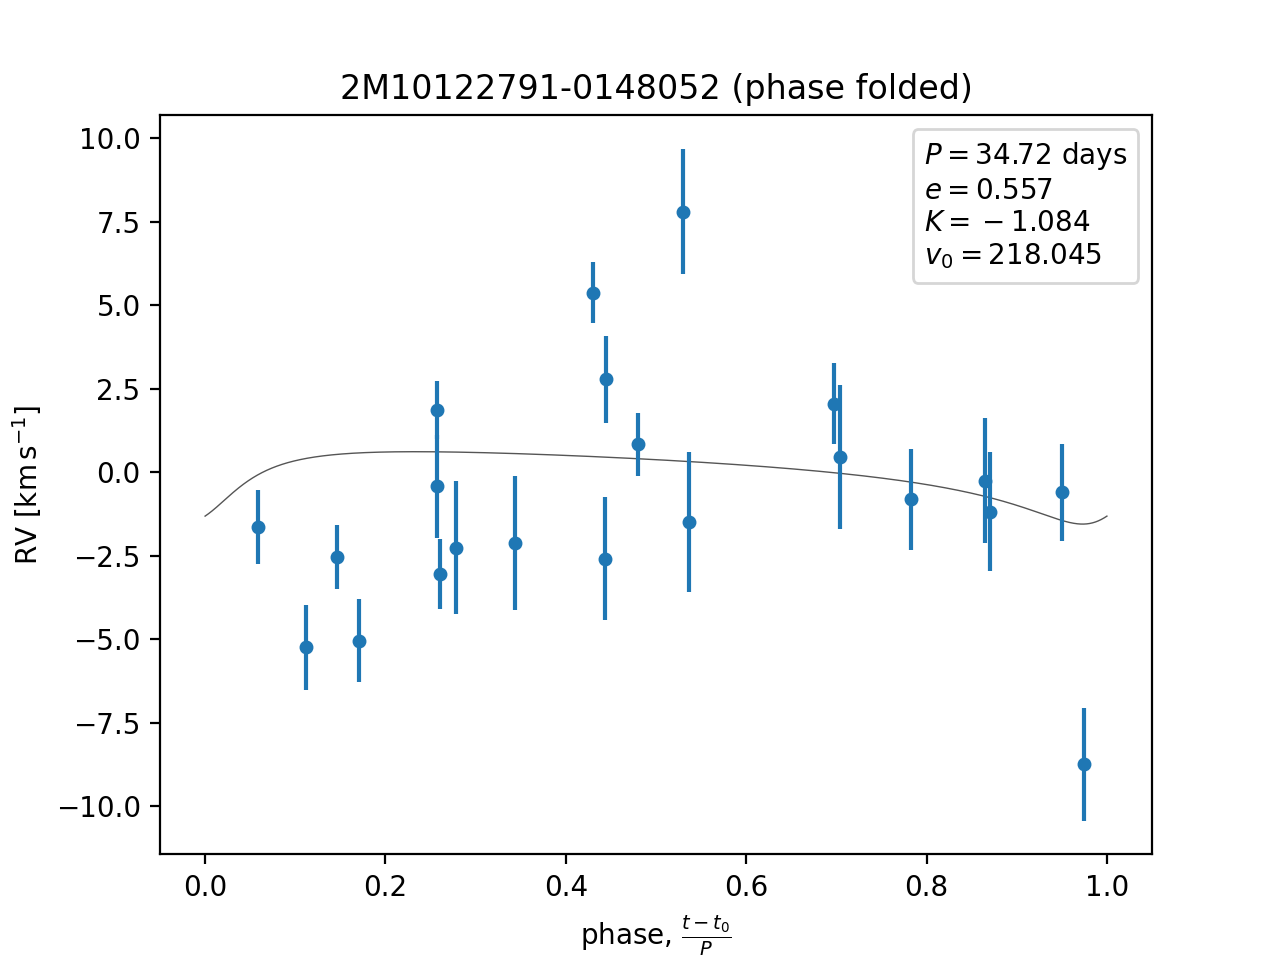 2M10122791-0148052 (phase folded)
P = 34.72 days
e = 0.557
K = −1.084
v₀ = 218.045
10.0
7.5
5.0
2.5
0.0
−2.5
−5.0
−7.5
−10.0
RV [km s⁻¹]
0.0 0.2 0.4 0.6 0.8 1.0
phase, (t − t₀)/P